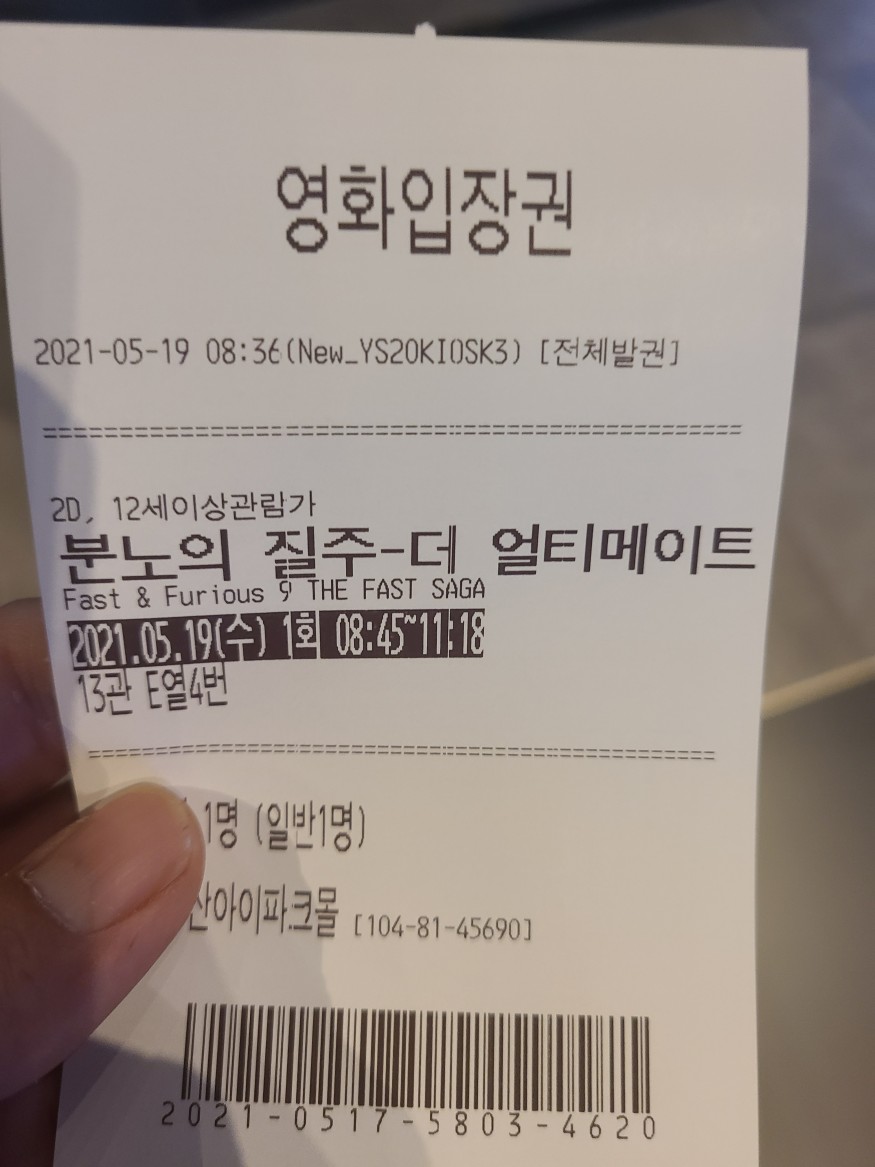 영화입장권
2021-05-19 08:36(New_YS20KIOSK3) [전체발권]
==========================================================
2D, 12세이상관람가
분노의 질주-더 얼티메이트
Fast & Furious 9 THE FAST SAGA
2021.05.19(수) 1회 08:45~11:18
13관 E열4번
==========================================================
1명 (일반1명)
산아이파크몰 [104-81-45690]
2021-0517-5803-4620